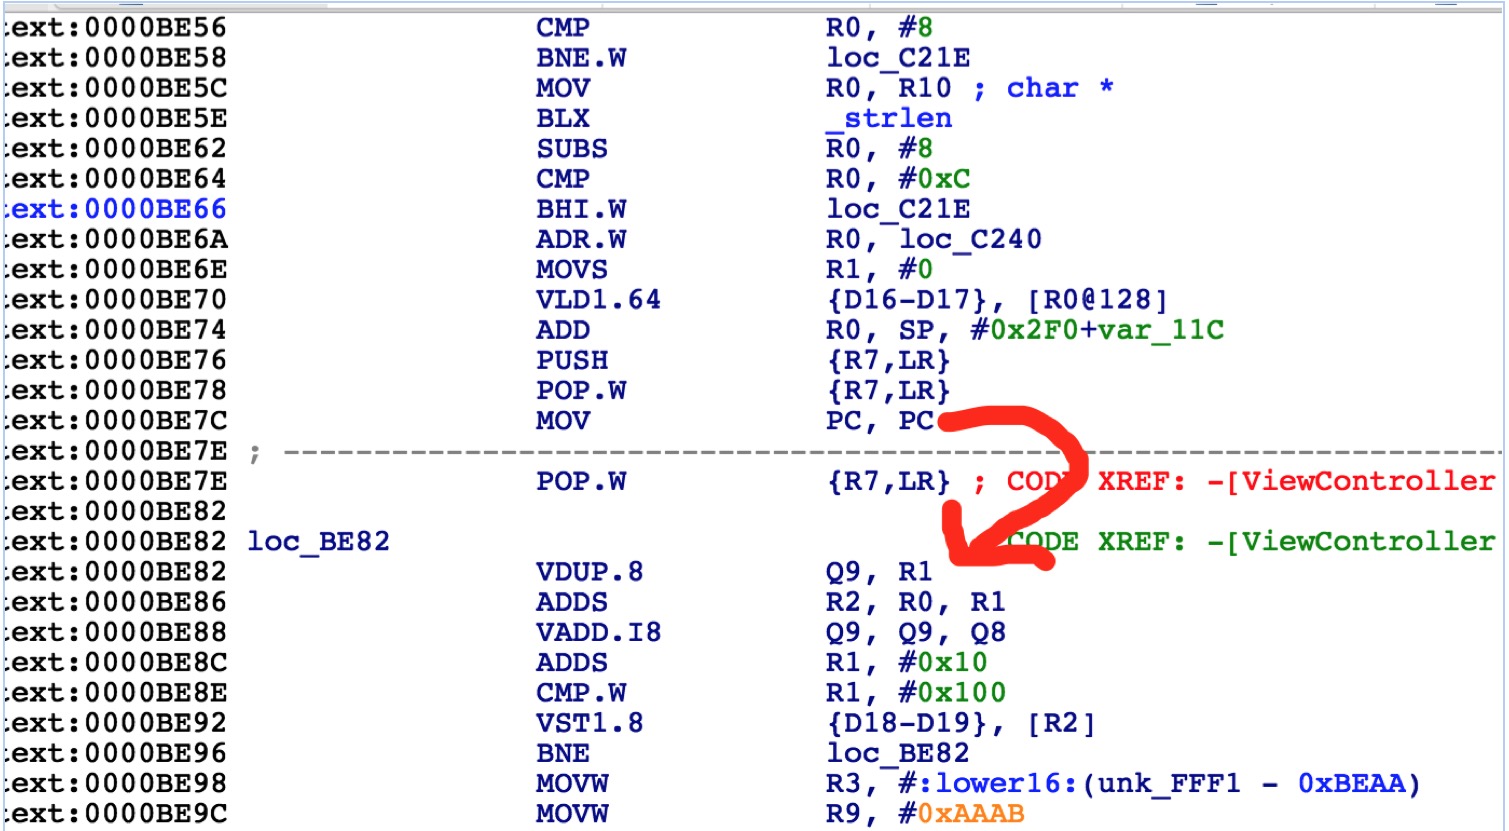 :ext:0000BE56 CMP R0, #8
:ext:0000BE58 BNE.W loc_C21E
:ext:0000BE5C MOV R0, R10 ; char *
:ext:0000BE5E BLX _strlen
:ext:0000BE62 SUBS R0, #8
:ext:0000BE64 CMP R0, #0xC
:ext:0000BE66 BHI.W loc_C21E
:ext:0000BE6A ADR.W R0, loc_C240
:ext:0000BE6E MOVS R1, #0
:ext:0000BE70 VLD1.64 {D16-D17}, [R0@128]
:ext:0000BE74 ADD R0, SP, #0x2F0+var_11C
:ext:0000BE76 PUSH {R7,LR}
:ext:0000BE78 POP.W {R7,LR}
:ext:0000BE7C MOV PC, PC
:ext:0000BE7E ; ---------------------------------------------------------------------------
:ext:0000BE7E POP.W {R7,LR} ; CODE XREF: -[ViewController
:ext:0000BE82
:ext:0000BE82 loc_BE82 CODE XREF: -[ViewController
:ext:0000BE82 VDUP.8 Q9, R1
:ext:0000BE86 ADDS R2, R0, R1
:ext:0000BE88 VADD.I8 Q9, Q9, Q8
:ext:0000BE8C ADDS R1, #0x10
:ext:0000BE8E CMP.W R1, #0x100
:ext:0000BE92 VST1.8 {D18-D19}, [R2]
:ext:0000BE96 BNE loc_BE82
:ext:0000BE98 MOVW R3, #:lower16:(unk_FFF1 - 0xBEAA)
:ext:0000BE9C MOVW R9, #0xAAAB